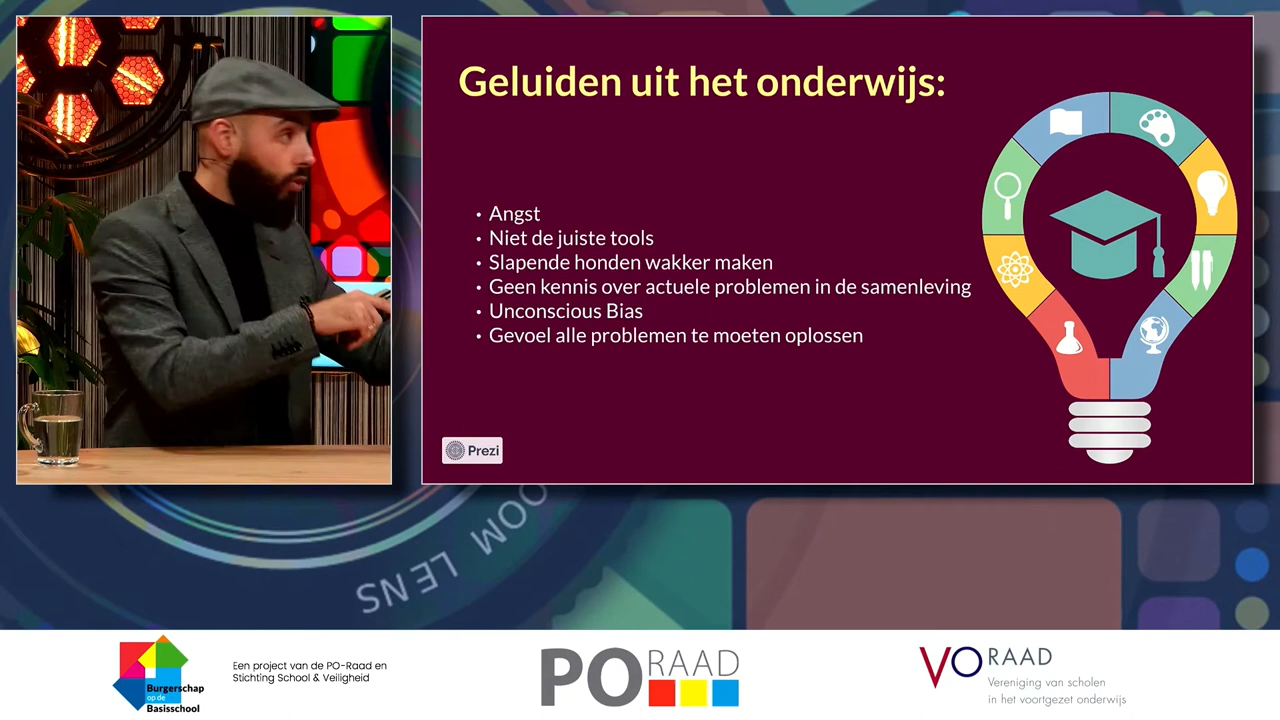 Geluiden uit het onderwijs:
• Angst
• Niet de juiste tools
• Slapende honden wakker maken
• Geen kennis over actuele problemen in de samenleving
• Unconscious Bias
• Gevoel alle problemen te moeten oplossen
Prezi
OOM LENS
Burgerschap
op de
Basisschool
Een project van de PO-Raad en
Stichting School & Veiligheid
PO RAAD
VO RAAD
Vereniging van scholen
in het voortgezet onderwijs